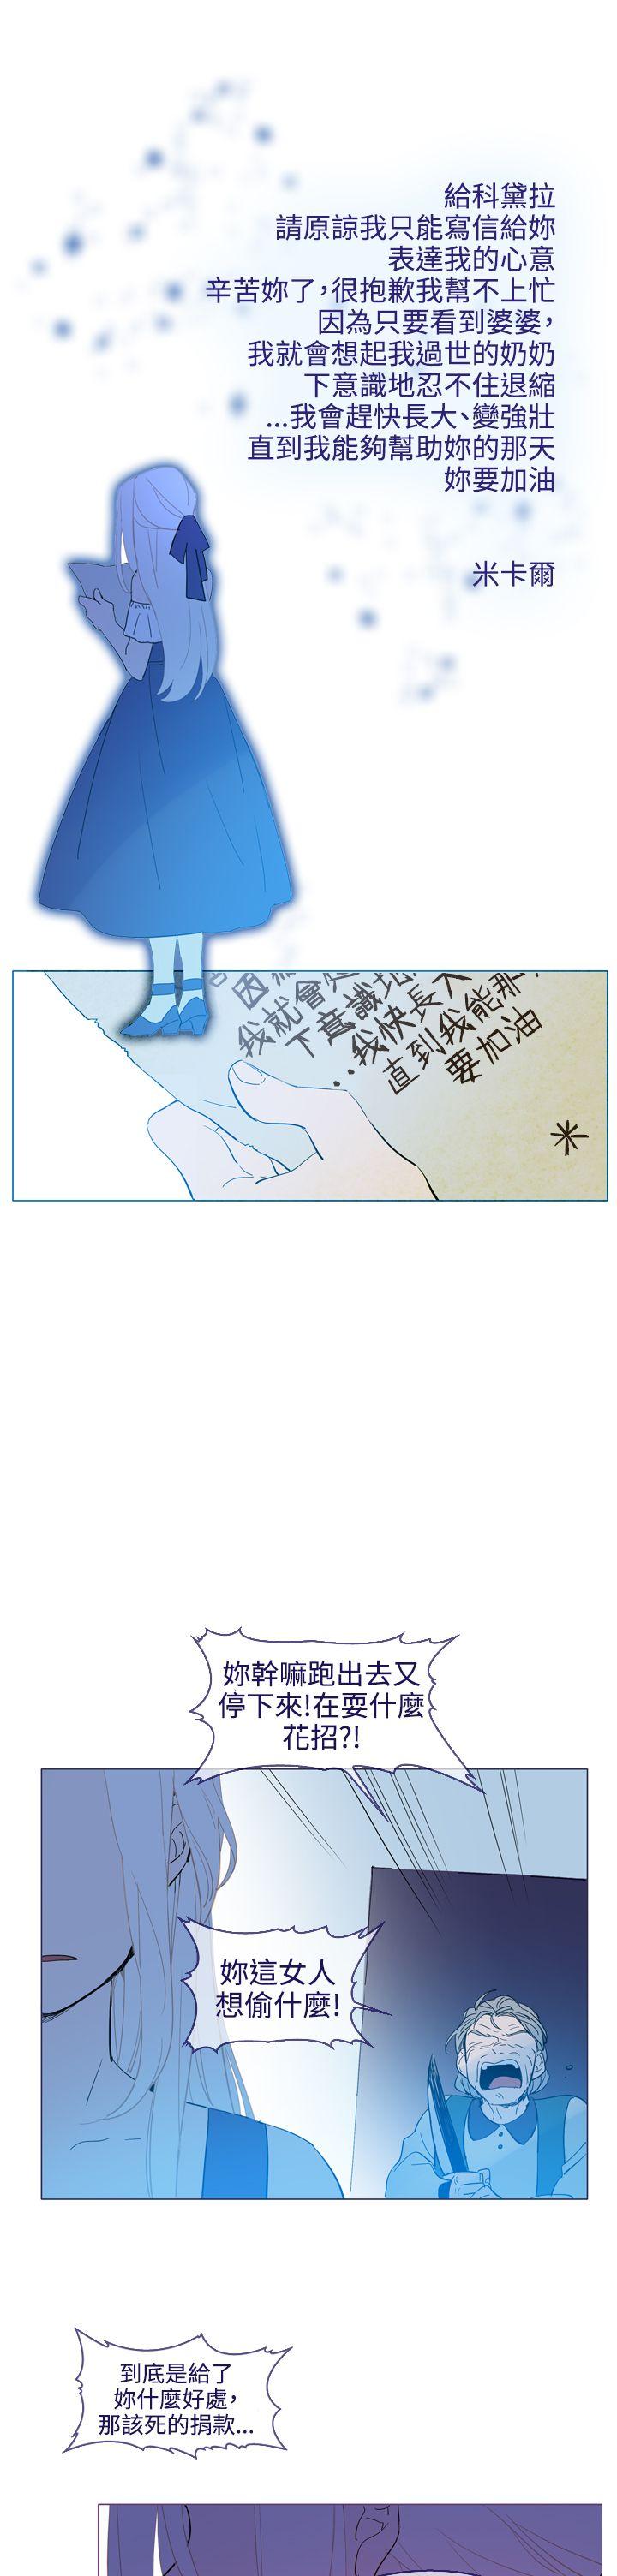 給科黛拉
請原諒我只能寫信給妳
表達我的心意
辛苦妳了,很抱歉我幫不上忙
因為只要看到婆婆,
我就會想起我過世的奶奶
下意識地忍不住退縮
...我會趕快長大、變強壯
直到我能夠幫助妳的那天
妳要加油
米卡爾
因
我就會
下意識地
...我快長大
直到我能那
要加油
妳幹嘛跑出去又
停下來!在耍什麼
花招?!
妳這女人
想偷什麼!
到底是給了
妳什麼好處,
那該死的捐款...